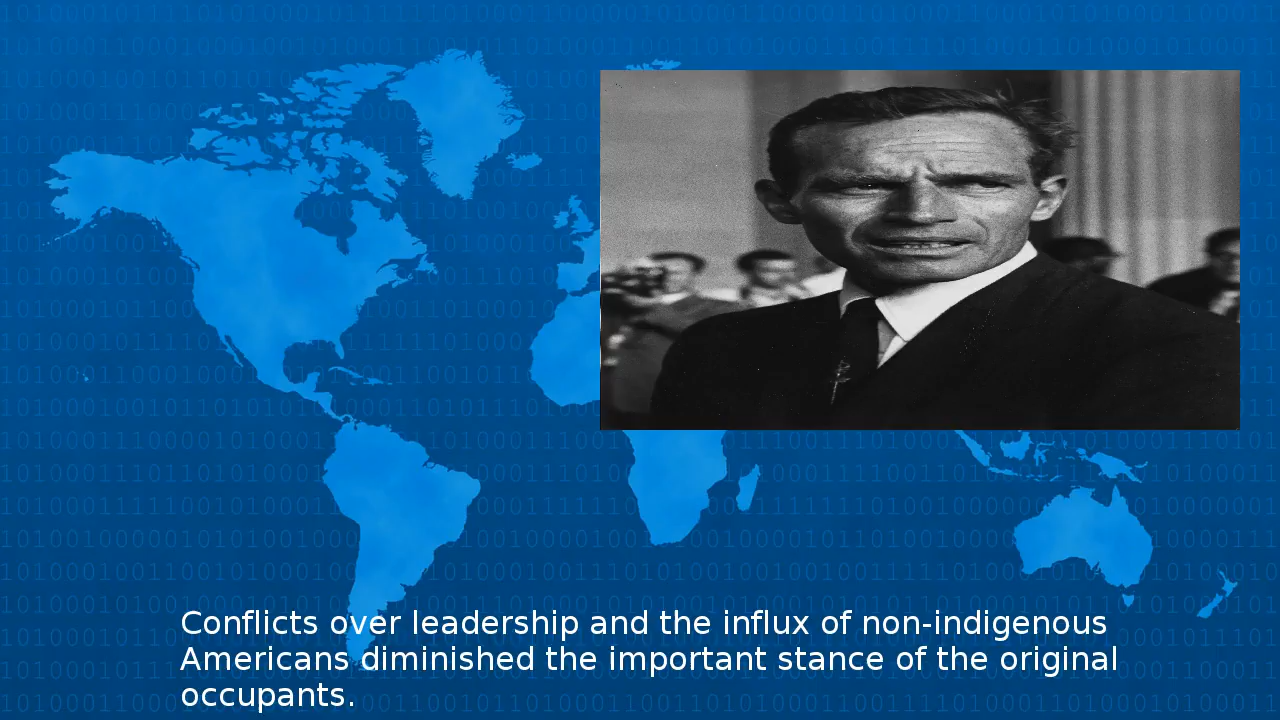 Conflicts over leadership and the influx of non-indigenous
Americans diminished the important stance of the original
occupants.